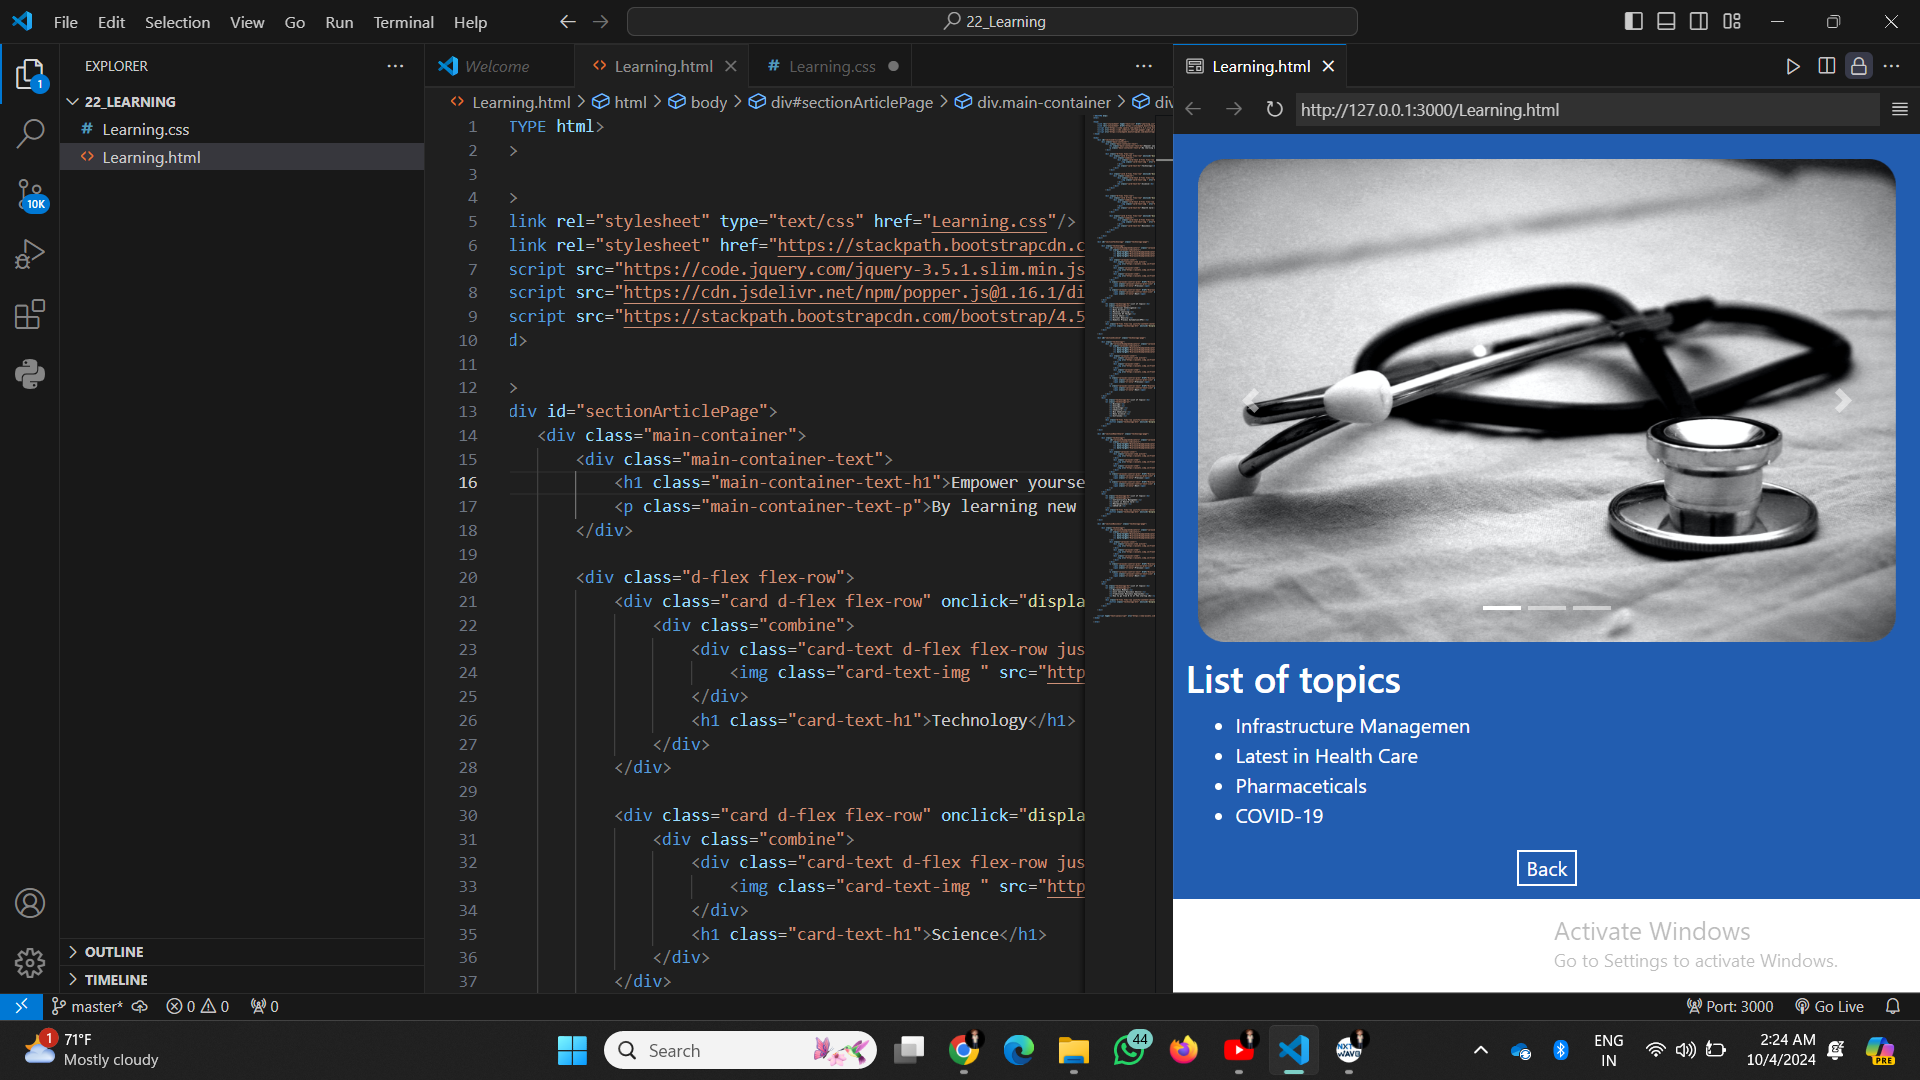 File Edit Selection View Go Run Terminal Help
22_Learning
EXPLORER
22_LEARNING
# Learning.css
<> Learning.html
1
10K
OUTLINE
TIMELINE
Welcome
<> Learning.html
# Learning.css
<> Learning.html > html > body > div#sectionArticlePage > div.main-container > div
1 TYPE html>
2 >
3
4 >
5 link rel="stylesheet" type="text/css" href="Learning.css"/>
6 link rel="stylesheet" href="https://stackpath.bootstrapcdn.c
7 script src="https://code.jquery.com/jquery-3.5.1.slim.min.js
8 script src="https://cdn.jsdelivr.net/npm/popper.js@1.16.1/di
9 script src="https://stackpath.bootstrapcdn.com/bootstrap/4.5
10 d>
11
12 >
13 div id="sectionArticlePage">
14 <div class="main-container">
15 <div class="main-container-text">
16 <h1 class="main-container-text-h1">Empower yourse
17 <p class="main-container-text-p">By learning new
18 </div>
19
20 <div class="d-flex flex-row">
21 <div class="card d-flex flex-row" onclick="displa
22 <div class="combine">
23 <div class="card-text d-flex flex-row jus
24 <img class="card-text-img " src="http
25 </div>
26 <h1 class="card-text-h1">Technology</h1>
27 </div>
28 </div>
29
30 <div class="card d-flex flex-row" onclick="displa
31 <div class="combine">
32 <div class="card-text d-flex flex-row jus
33 <img class="card-text-img " src="http
34 </div>
35 <h1 class="card-text-h1">Science</h1>
36 </div>
37 </div>
Learning.html
http://127.0.0.1:3000/Learning.html
List of topics
• Infrastructure Managemen
• Latest in Health Care
• Pharmaceticals
• COVID-19
Back
Activate Windows
Go to Settings to activate Windows.
master* 0 0 0
Port: 3000 Go Live
1
71°F
Mostly cloudy
Search
44
NXT
WAVE
ENG
IN
2:24 AM
10/4/2024
PRE